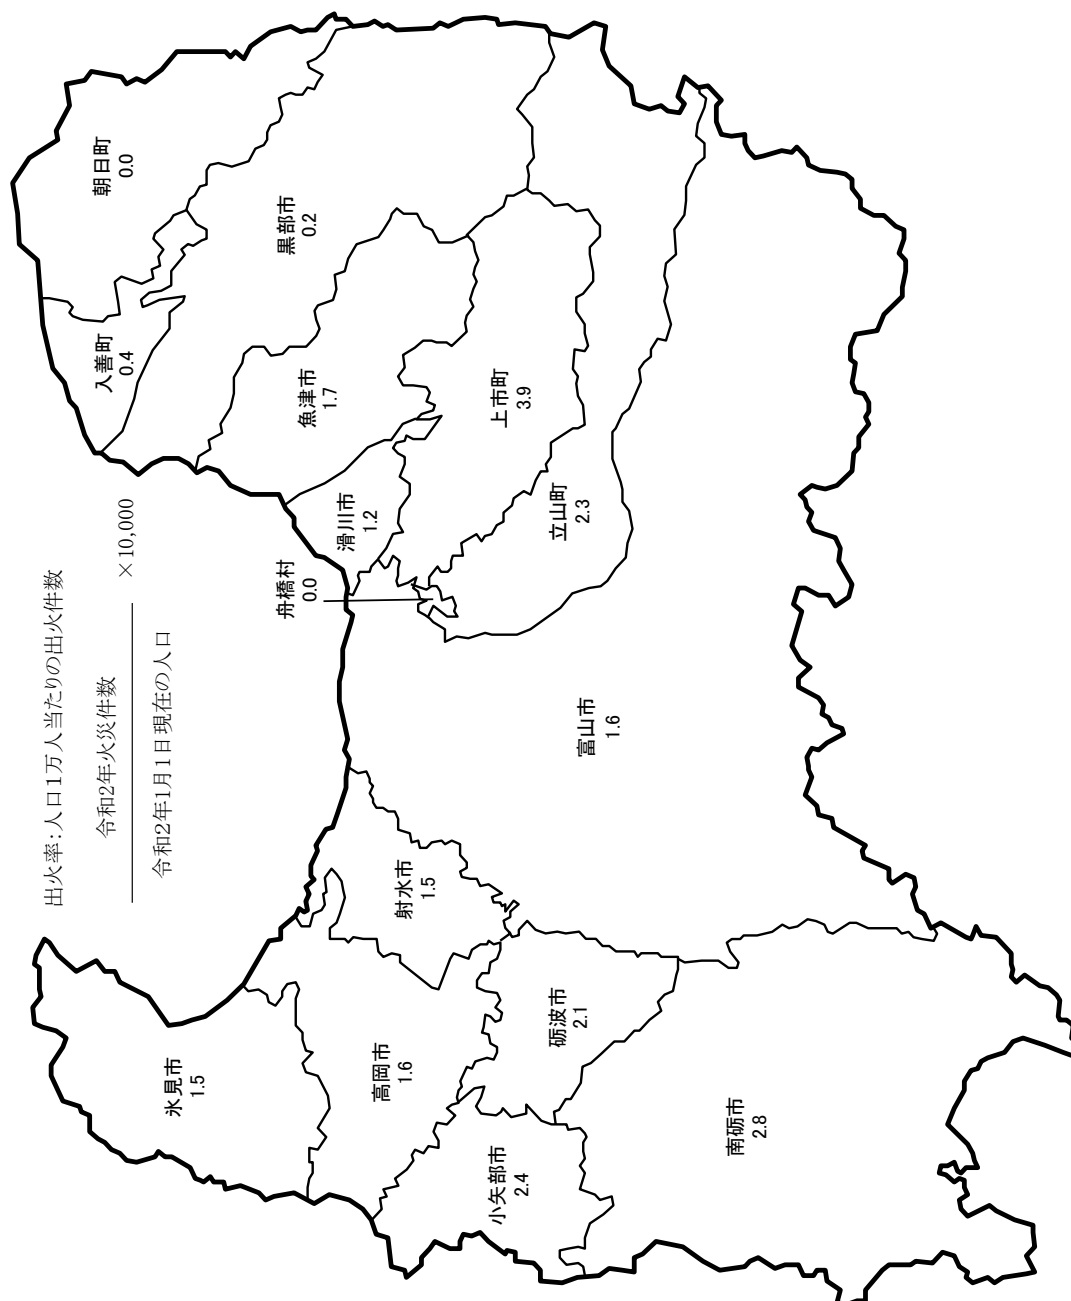 出火率:人口1万人当たりの出火件数
令和2年火災件数
×10,000
令和2年1月1日現在の人口
氷見市
1.5
高岡市
1.6
小矢部市
2.4
砺波市
2.1
南砺市
2.8
射水市
1.5
富山市
1.6
舟橋村
0.0
滑川市
1.2
立山町
2.3
上市町
3.9
魚津市
1.7
黒部市
0.2
入善町
0.4
朝日町
0.0